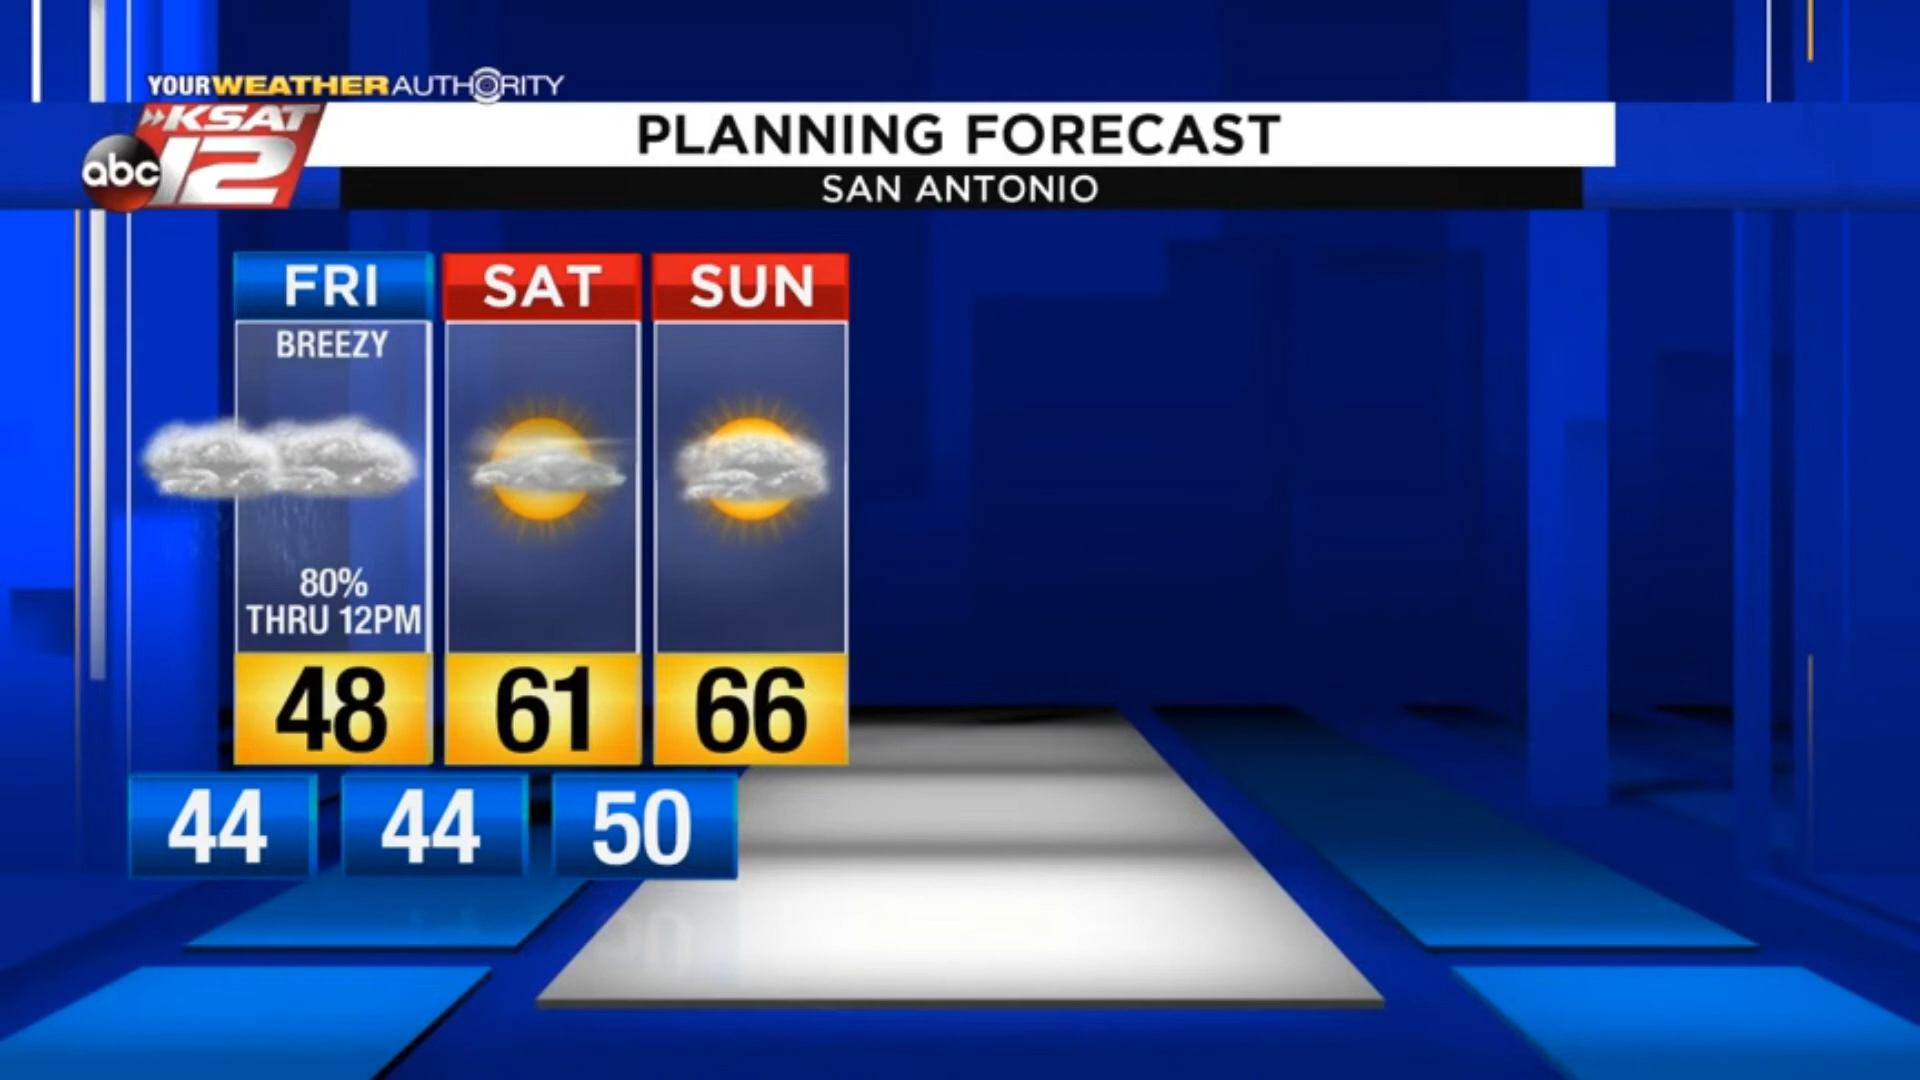 YOURWEATHERAUTHORITY
KSAT
abc 12
PLANNING FORECAST
SAN ANTONIO
FRI SAT SUN
BREEZY
80%
THRU 12PM
48 61 66
44 44 50